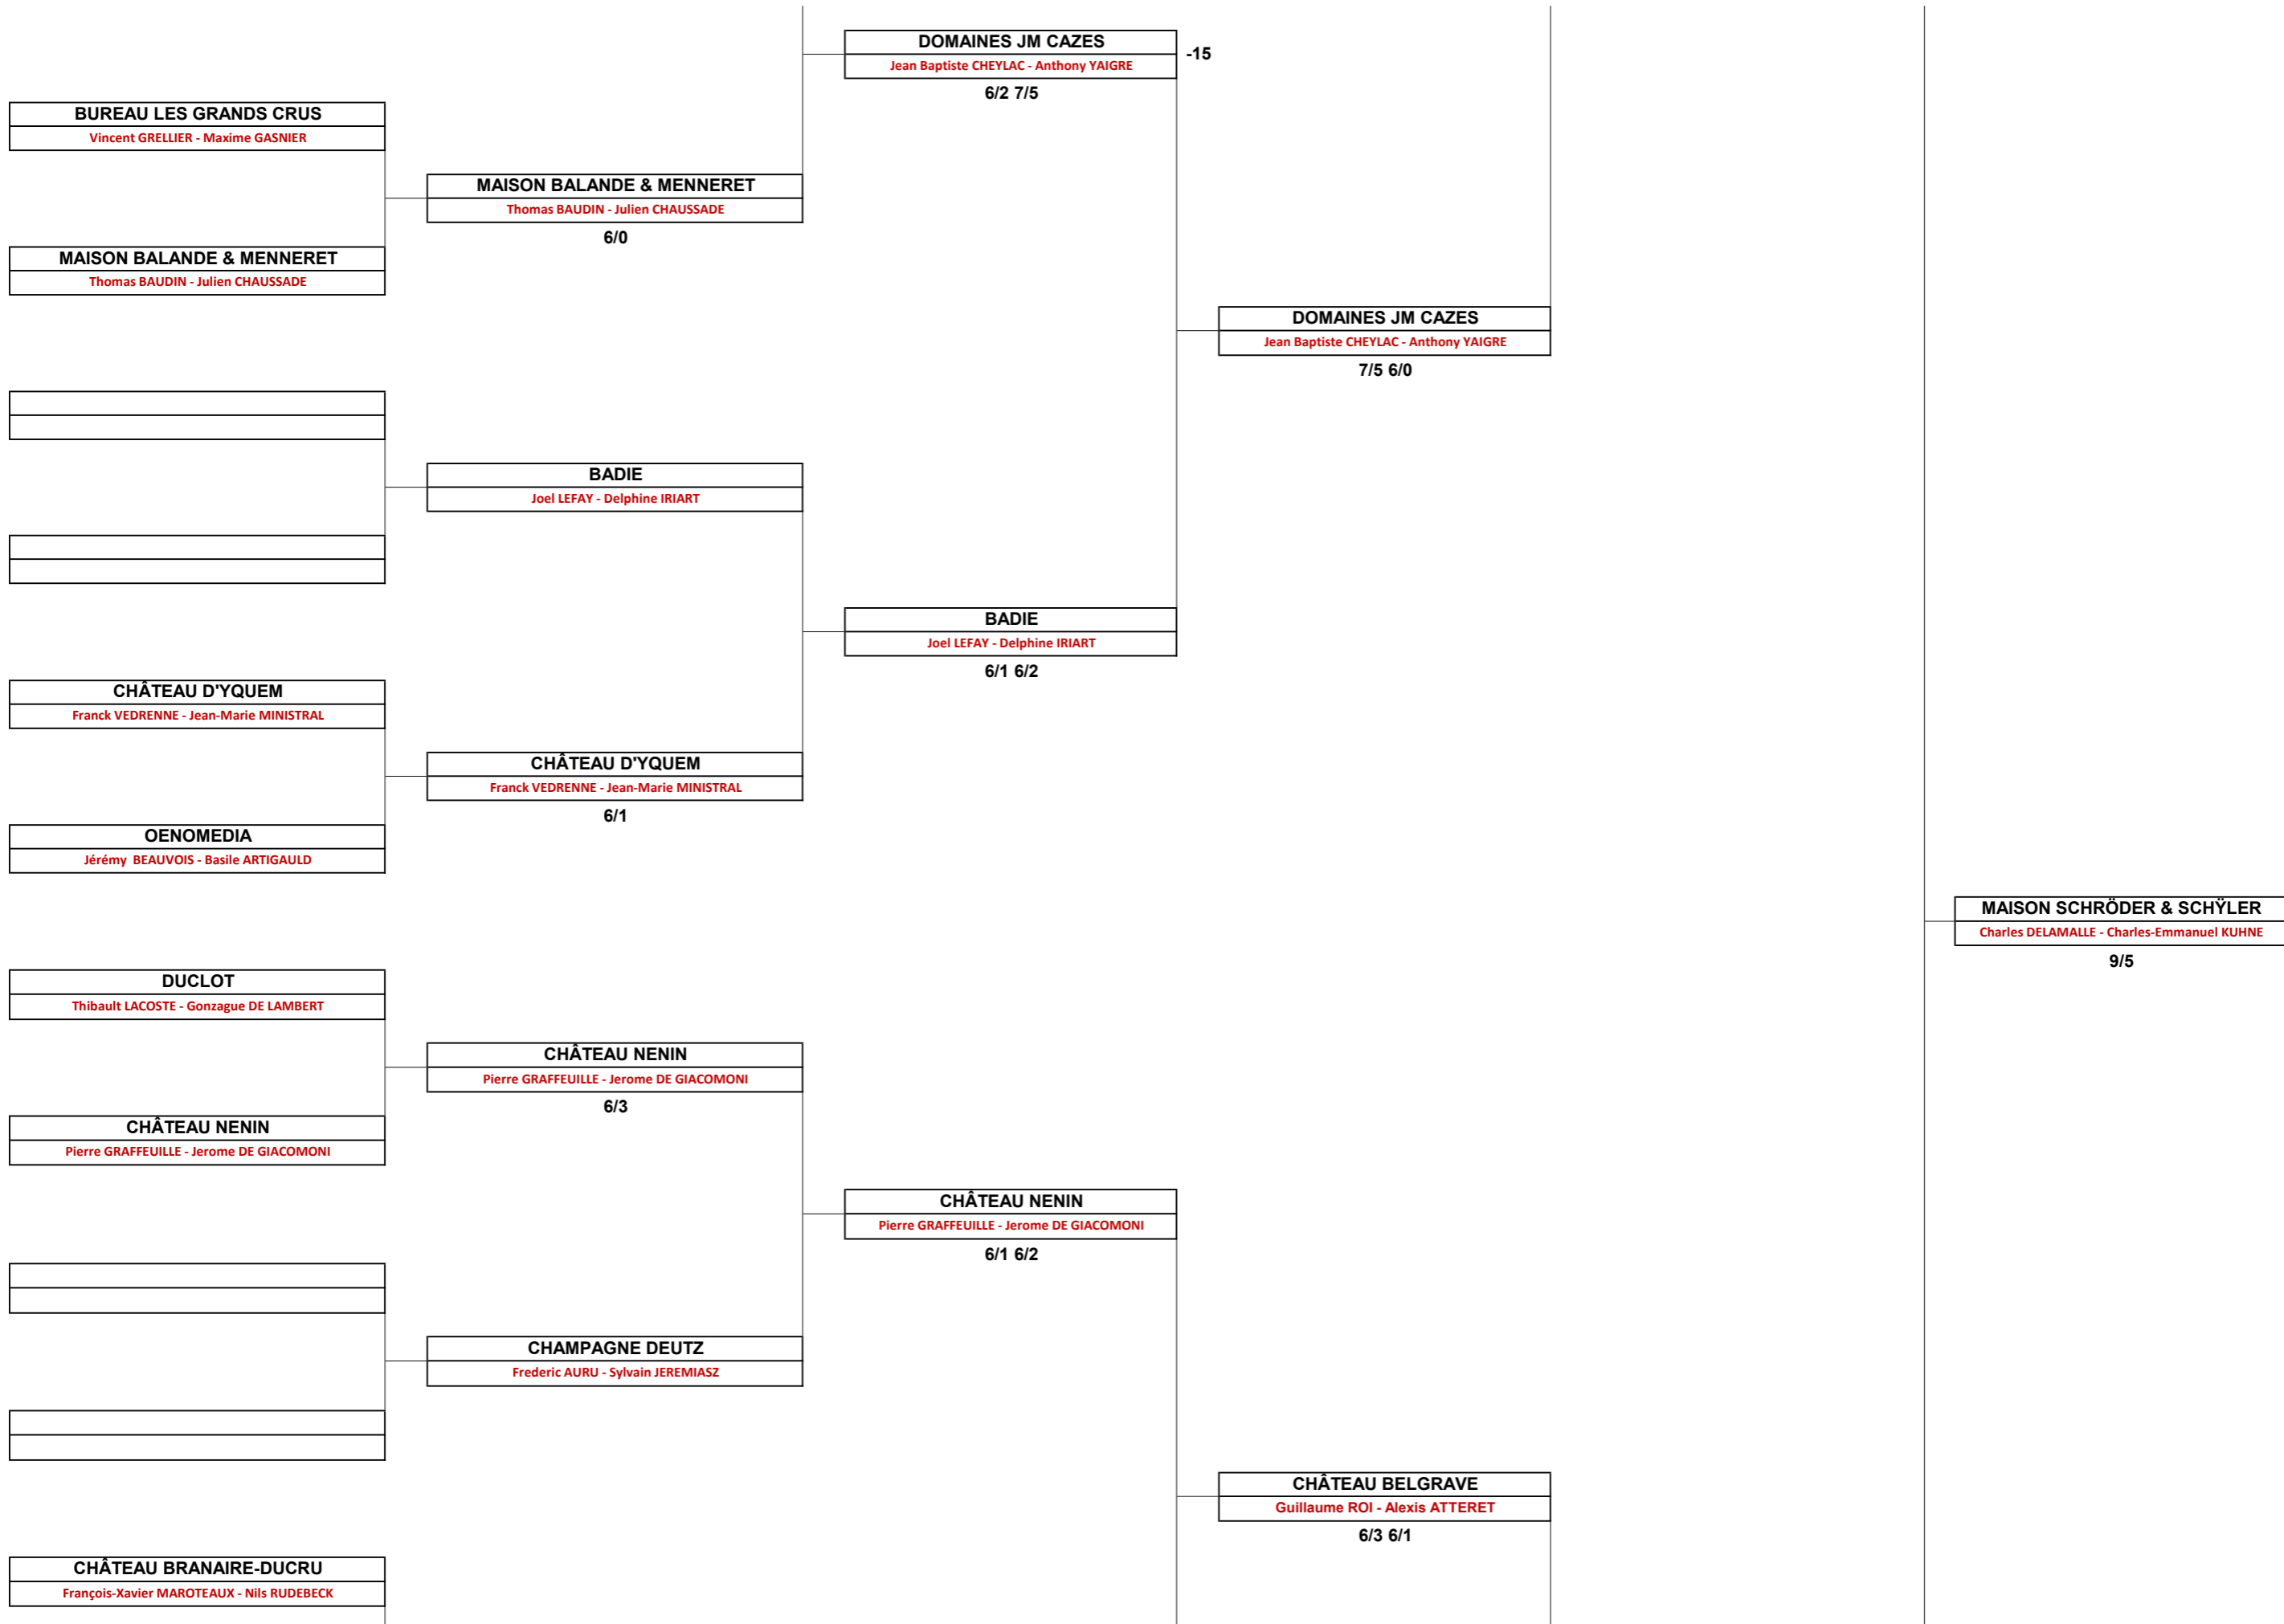 DOMAINES JM CAZES
Jean Baptiste CHEYLAC - Anthony YAIGRE
-15
6/2 7/5
BUREAU LES GRANDS CRUS
Vincent GRELLIER - Maxime GASNIER
MAISON BALANDE & MENNERET
Thomas BAUDIN - Julien CHAUSSADE
6/0
MAISON BALANDE & MENNERET
Thomas BAUDIN - Julien CHAUSSADE
DOMAINES JM CAZES
Jean Baptiste CHEYLAC - Anthony YAIGRE
7/5 6/0
BADIE
Joel LEFAY - Delphine IRIART
BADIE
Joel LEFAY - Delphine IRIART
6/1 6/2
CHÂTEAU D'YQUEM
Franck VEDRENNE - Jean-Marie MINISTRAL
CHÂTEAU D'YQUEM
Franck VEDRENNE - Jean-Marie MINISTRAL
6/1
OENOMEDIA
Jérémy  BEAUVOIS - Basile ARTIGAULD
MAISON SCHRÖDER & SCHŸLER
Charles DELAMALLE - Charles-Emmanuel KUHNE
9/5
DUCLOT
Thibault LACOSTE - Gonzague DE LAMBERT
CHÂTEAU NENIN
Pierre GRAFFEUILLE - Jerome DE GIACOMONI
6/3
CHÂTEAU NENIN
Pierre GRAFFEUILLE - Jerome DE GIACOMONI
CHÂTEAU NENIN
Pierre GRAFFEUILLE - Jerome DE GIACOMONI
6/1 6/2
CHAMPAGNE DEUTZ
Frederic AURU - Sylvain JEREMIASZ
CHÂTEAU BELGRAVE
Guillaume ROI - Alexis ATTERET
6/3 6/1
CHÂTEAU BRANAIRE-DUCRU
François-Xavier MAROTEAUX - Nils RUDEBECK